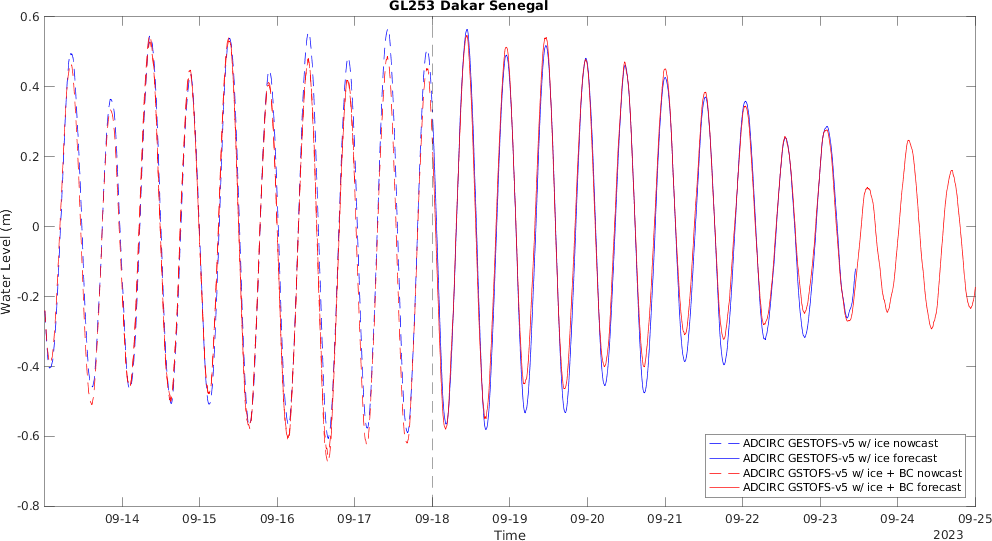 GL253 Dakar Senegal
0.6
0.4
0.2
0
-0.2
-0.4
-0.6
-0.8
Water Level (m)
ADCIRC GESTOFS-v5 w/ ice nowcast
ADCIRC GESTOFS-v5 w/ ice forecast
ADCIRC GSTOFS-v5 w/ ice + BC nowcast
ADCIRC GSTOFS-v5 w/ ice + BC forecast
09-14 09-15 09-16 09-17 09-18 09-19 09-20 09-21 09-22 09-23 09-24 09-25
Time
2023